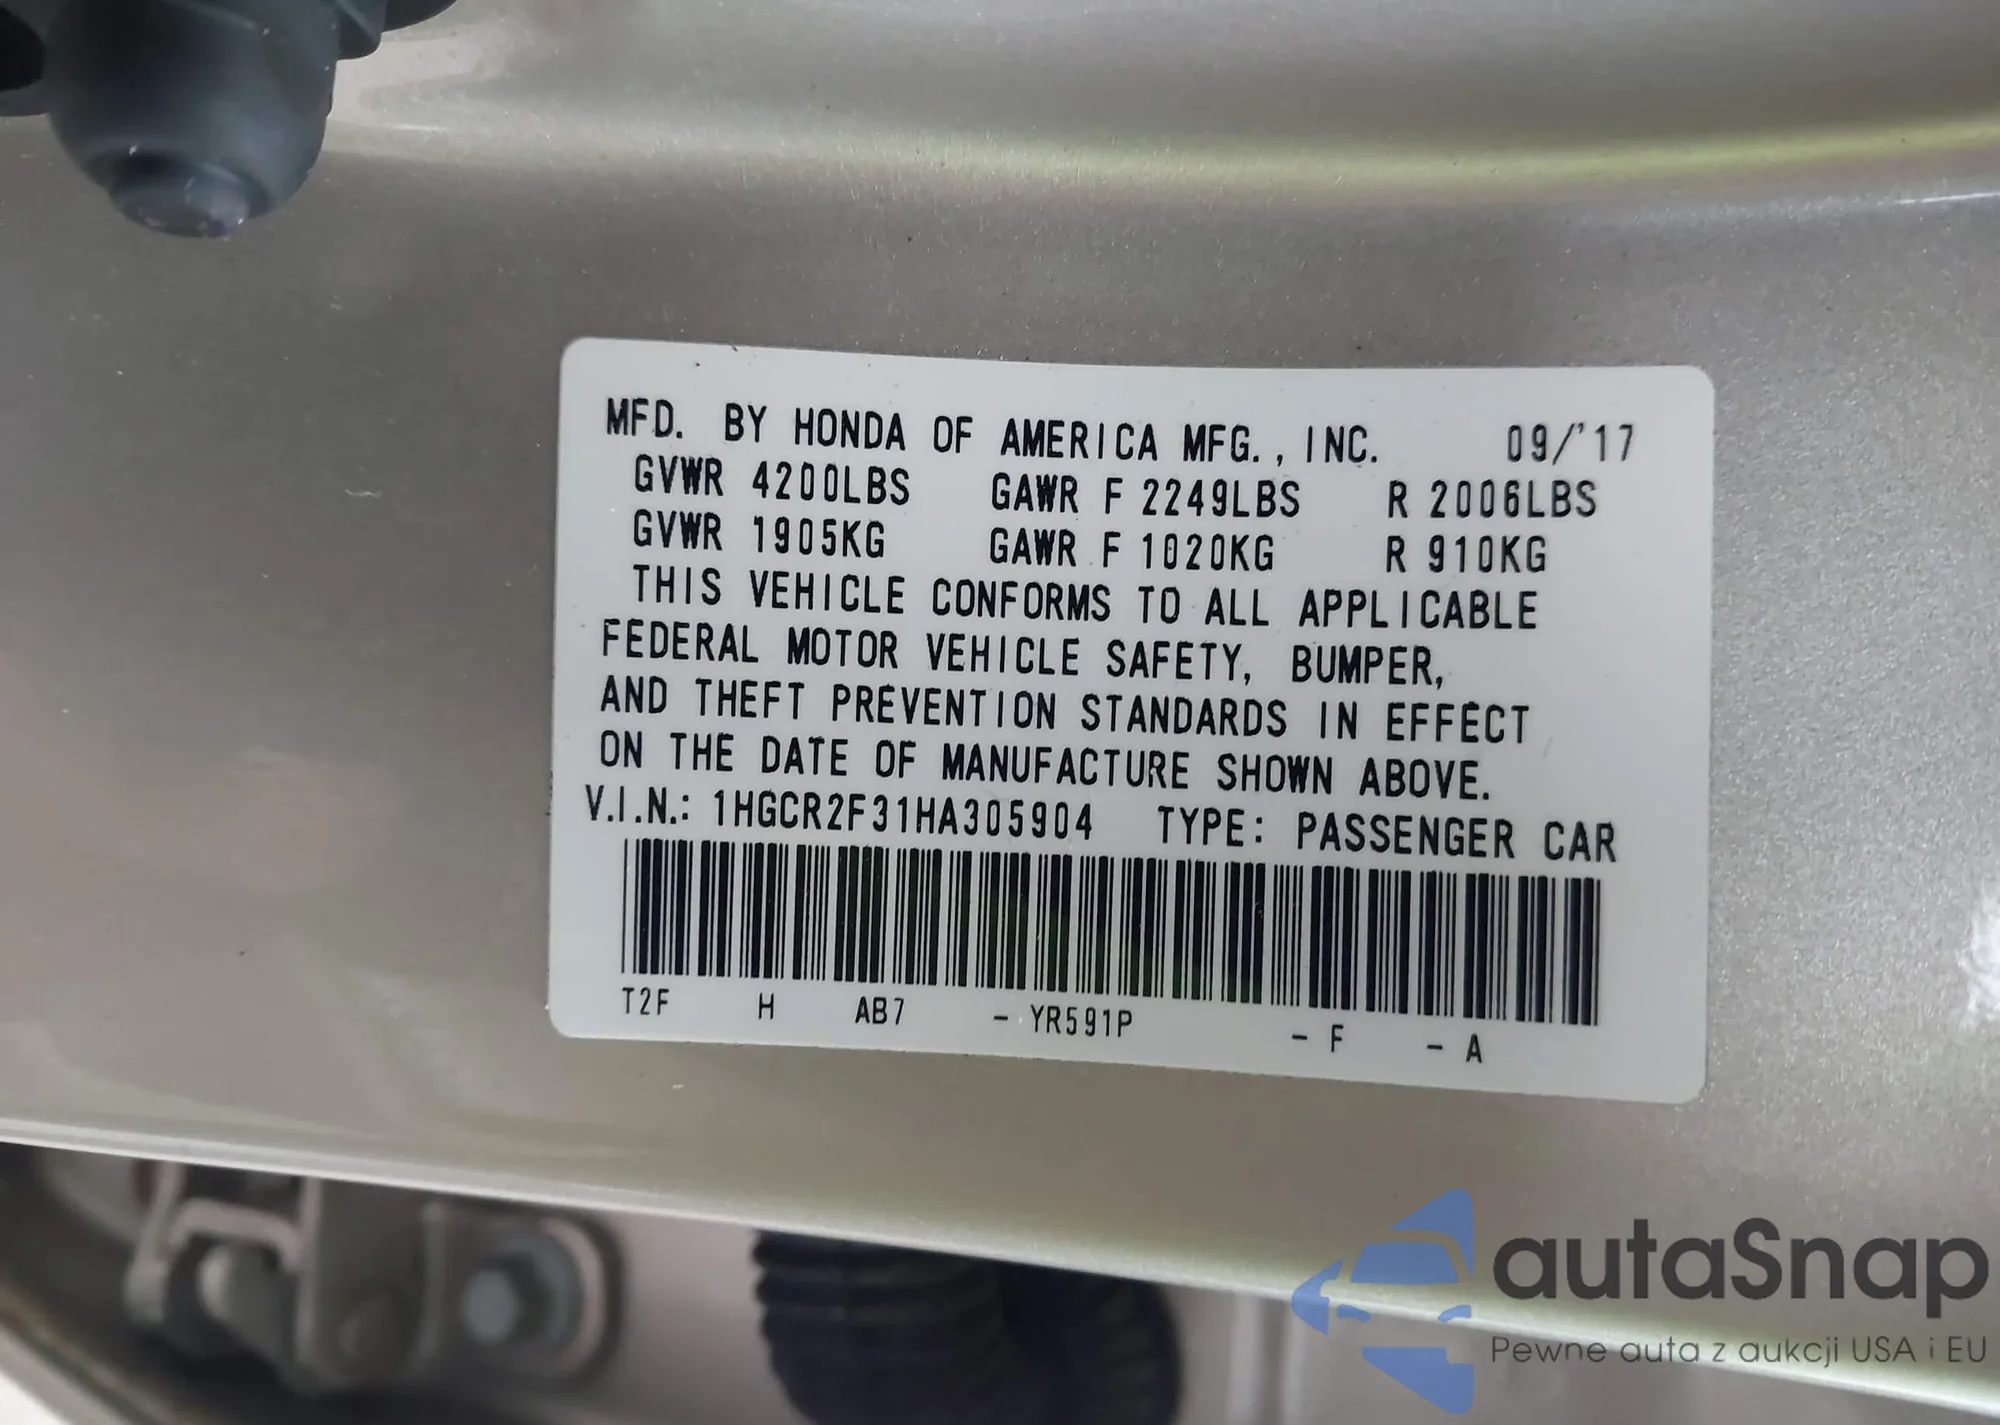 MFD. BY HONDA OF AMERICA MFG., INC. 09/'17
GVWR 4200LBS GAWR F 2249LBS R 2006LBS
GVWR 1905KG GAWR F 1020KG R 910KG
THIS VEHICLE CONFORMS TO ALL APPLICABLE
FEDERAL MOTOR VEHICLE SAFETY, BUMPER,
AND THEFT PREVENTION STANDARDS IN EFFECT
ON THE DATE OF MANUFACTURE SHOWN ABOVE.
V.I.N.: 1HGCR2F31HA305904 TYPE: PASSENGER CAR
T2F H AB7 - YR591P - F - A
autaSnap
Pewne auta z aukcji USA i EU